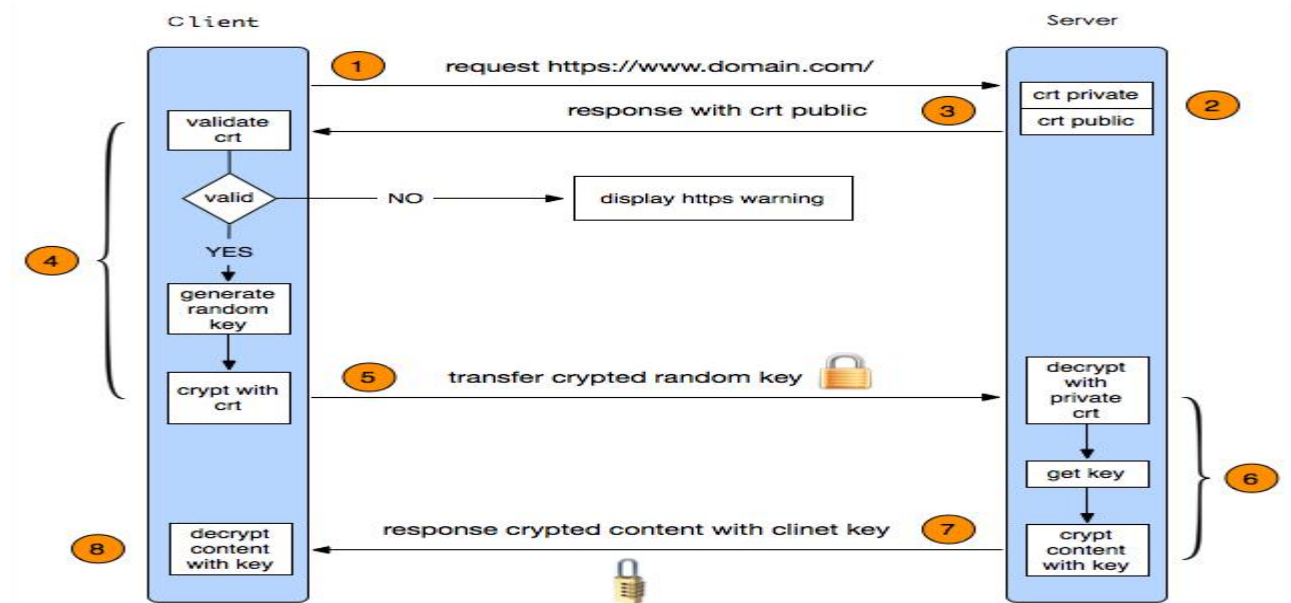 Client
Server
1
request https://www.domain.com/
crt private
2
response with crt public
3
crt public
validate
crt
valid
NO
display https warning
4
YES
generate
random
key
5
transfer crypted random key
decrypt
with
private
crt
crypt with
crt
get key
6
response crypted content with clinet key
7
8
decrypt
content
with key
crypt
content
with key